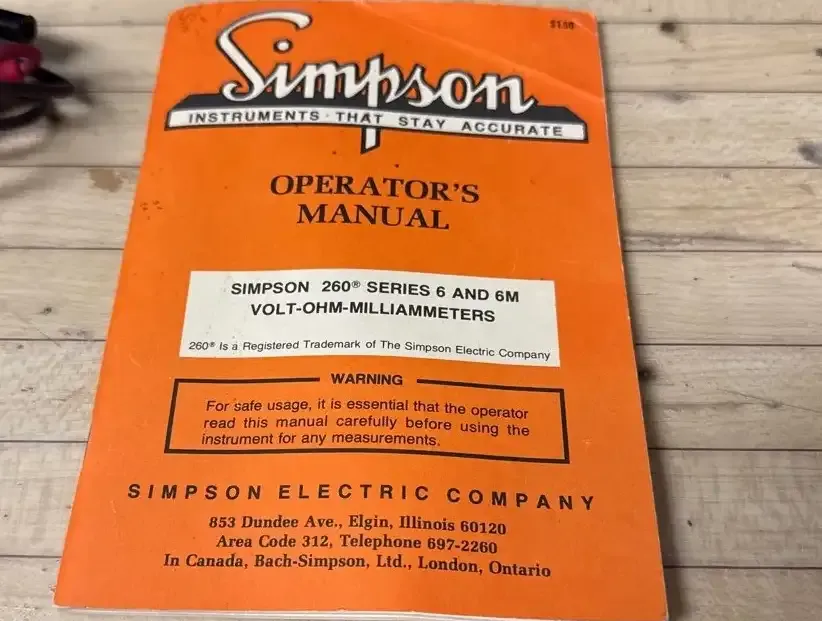 $1.50
Simpson
INSTRUMENTS THAT STAY ACCURATE
OPERATOR'S
MANUAL
SIMPSON 260® SERIES 6 AND 6M
VOLT-OHM-MILLIAMMETERS
260® Is a Registered Trademark of The Simpson Electric Company
WARNING
For safe usage, it is essential that the operator
read this manual carefully before using the
instrument for any measurements.
SIMPSON ELECTRIC COMPANY
853 Dundee Ave., Elgin, Illinois 60120
Area Code 312, Telephone 697-2260
In Canada, Bach-Simpson, Ltd., London, Ontario